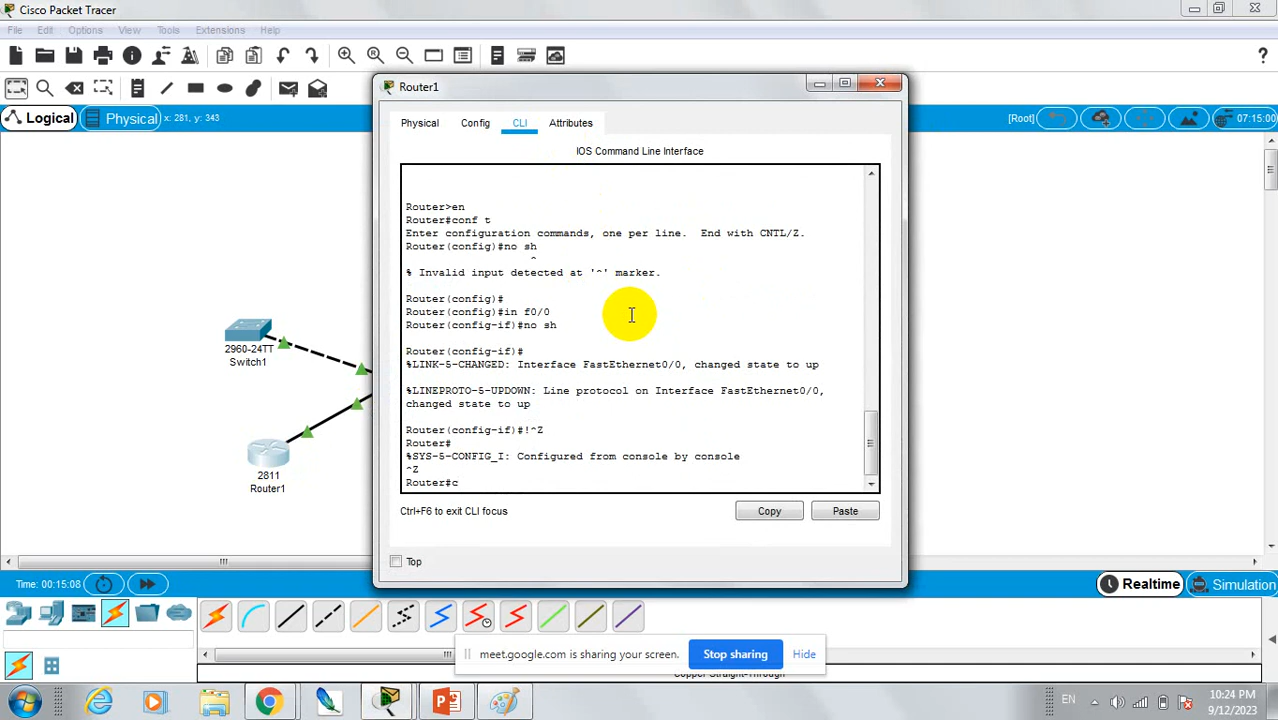 Cisco Packet Tracer
File Edit Options View Tools Extensions Help
?
Logical Physical x: 281, y: 343 [Root] 07:15:00
Router1
Physical Config CLI Attributes
IOS Command Line Interface
Router>en
Router#conf t
Enter configuration commands, one per line.  End with CNTL/Z.
Router(config)#no sh
^
% Invalid input detected at '^' marker.
Router(config)#
Router(config)#in f0/0
Router(config-if)#no sh
Router(config-if)#
%LINK-5-CHANGED: Interface FastEthernet0/0, changed state to up
%LINEPROTO-5-UPDOWN: Line protocol on Interface FastEthernet0/0,
changed state to up
Router(config-if)#!^Z
Router#
%SYS-5-CONFIG_I: Configured from console by console
^Z
Router#c
Ctrl+F6 to exit CLI focus Copy Paste
Top
2960-24TT
Switch1
2811
Router1
Time: 00:15:08 Realtime Simulation
meet.google.com is sharing your screen. Stop sharing Hide
Copper Straight-Through
EN 10:24 PM
9/12/2023